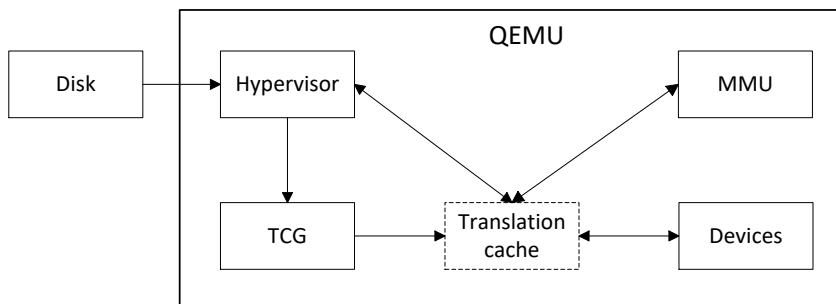 QEMU
Disk
Hypervisor
MMU
TCG
Translation
cache
Devices